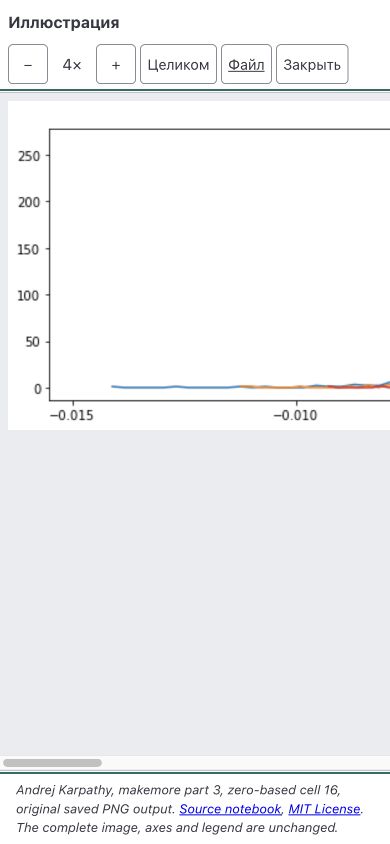 Иллюстрация
− 4× + Целиком Файл Закрыть
250
200
150
100
50
0
−0.015 −0.010
Andrej Karpathy, makemore part 3, zero-based cell 16,
original saved PNG output. Source notebook, MIT License.
The complete image, axes and legend are unchanged.